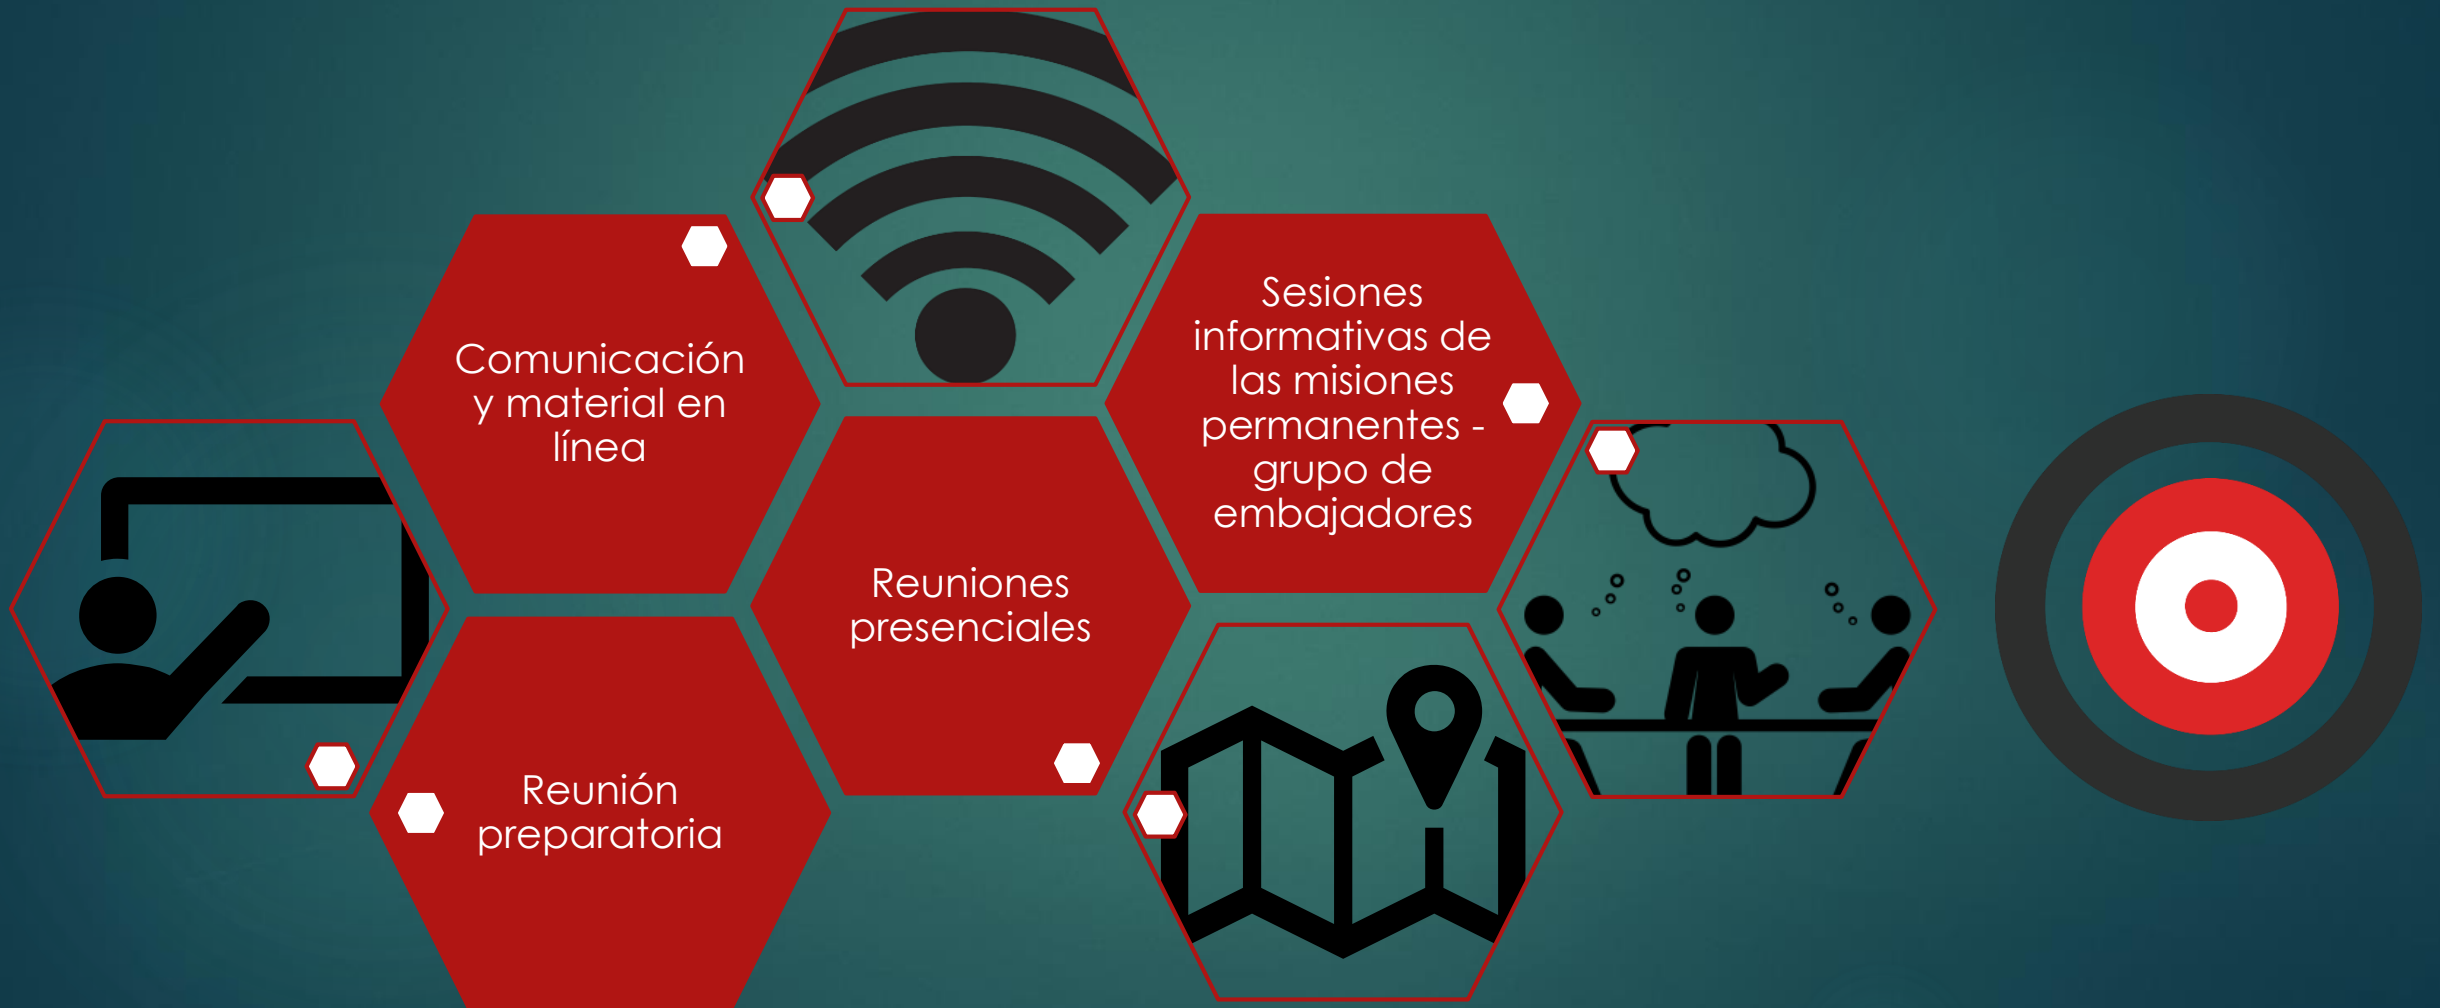 Comunicación
y material en
línea
Sesiones
informativas de
las misiones
permanentes -
grupo de
embajadores
Reuniones
presenciales
Reunión
preparatoria